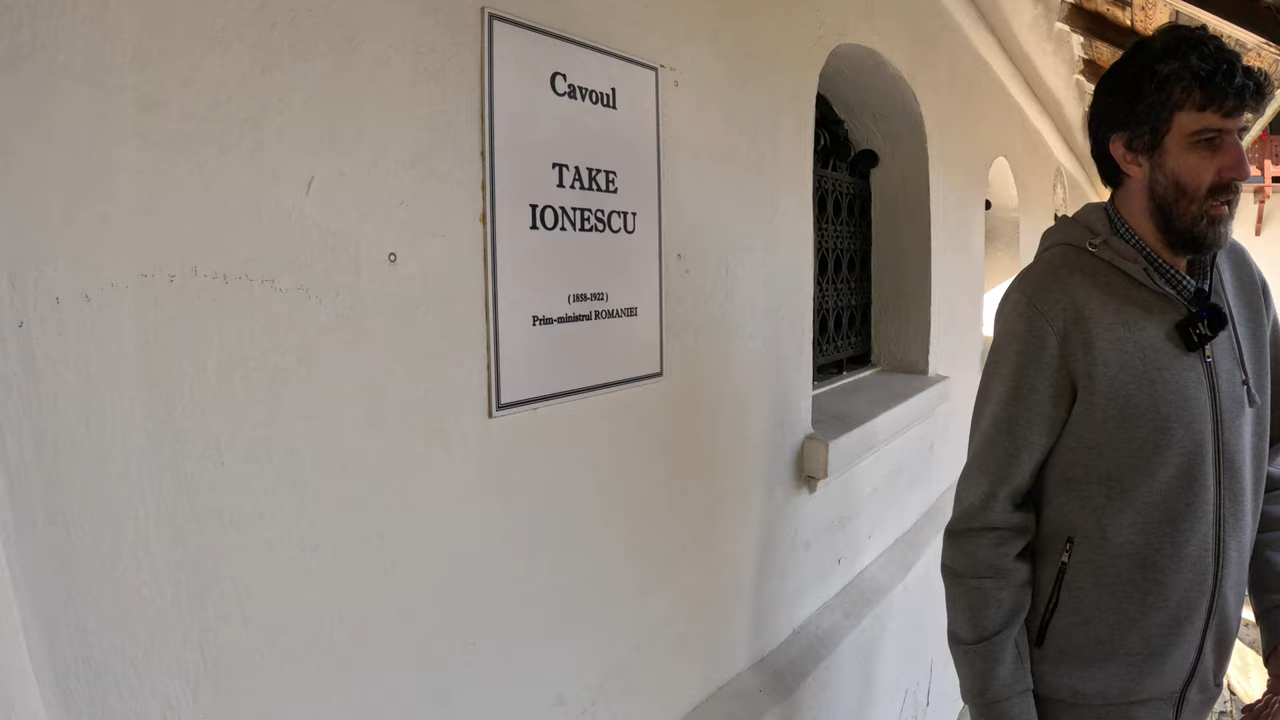 Cavoul
TAKE
IONESCU
(1858-1922)
Prim-ministrul ROMANIEI